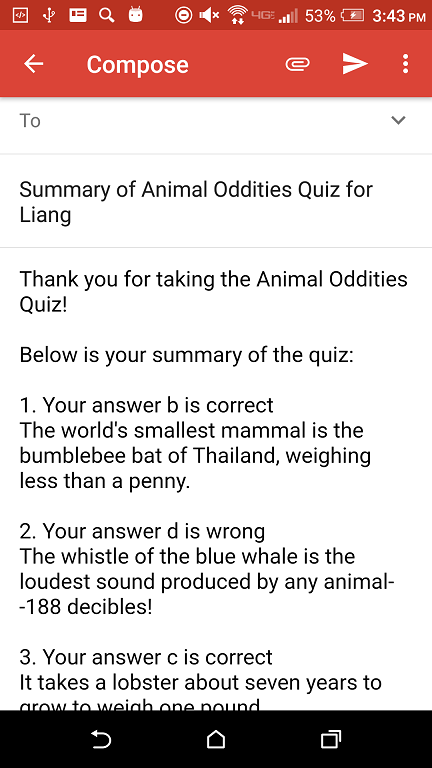 4G 53% 3:43 PM
Compose
To
Summary of Animal Oddities Quiz for
Liang
Thank you for taking the Animal Oddities
Quiz!
Below is your summary of the quiz:
1. Your answer b is correct
The world's smallest mammal is the
bumblebee bat of Thailand, weighing
less than a penny.
2. Your answer d is wrong
The whistle of the blue whale is the
loudest sound produced by any animal-
-188 decibles!
3. Your answer c is correct
It takes a lobster about seven years to
grow to weigh one pound